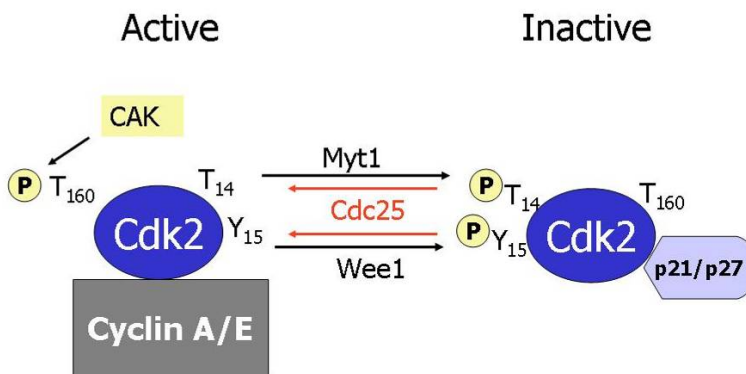 Active
Inactive
CAK
P
T160
T14
Cdk2
Y15
Cyclin A/E
Myt1
Cdc25
Wee1
P
T14
P
Y15
Cdk2
T160
p21/p27